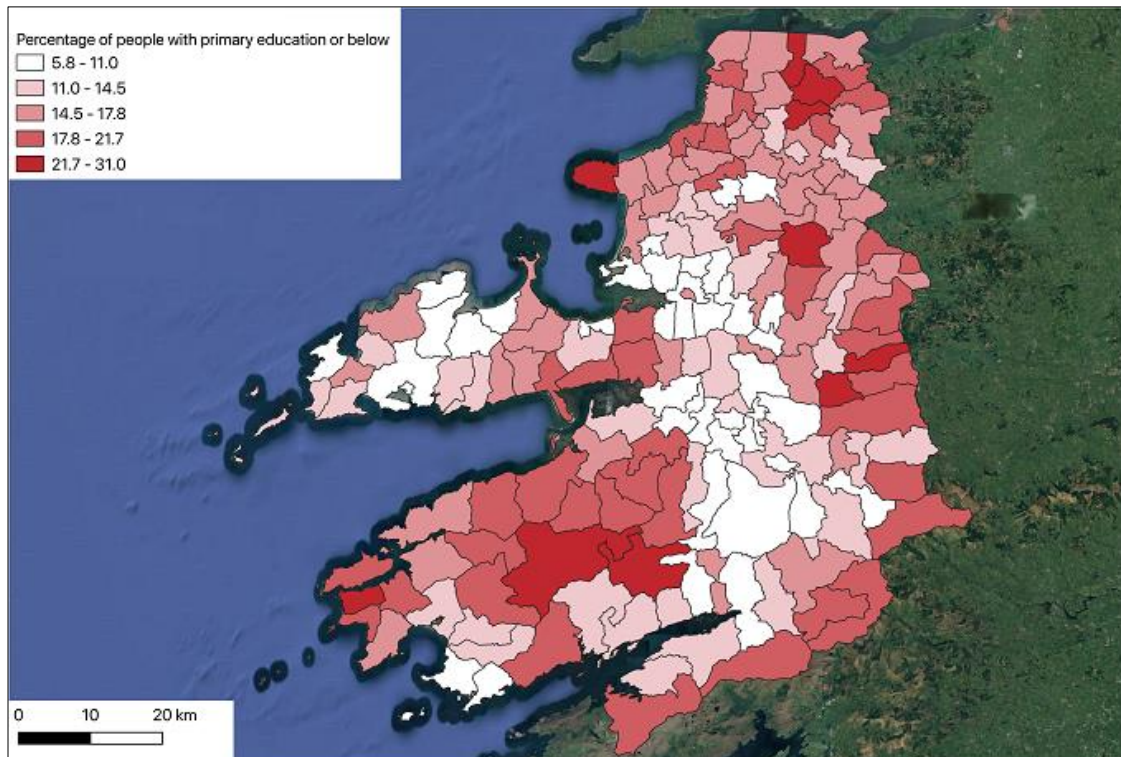 Percentage of people with primary education or below
5.8 - 11.0
11.0 - 14.5
14.5 - 17.8
17.8 - 21.7
21.7 - 31.0
0 10 20 km